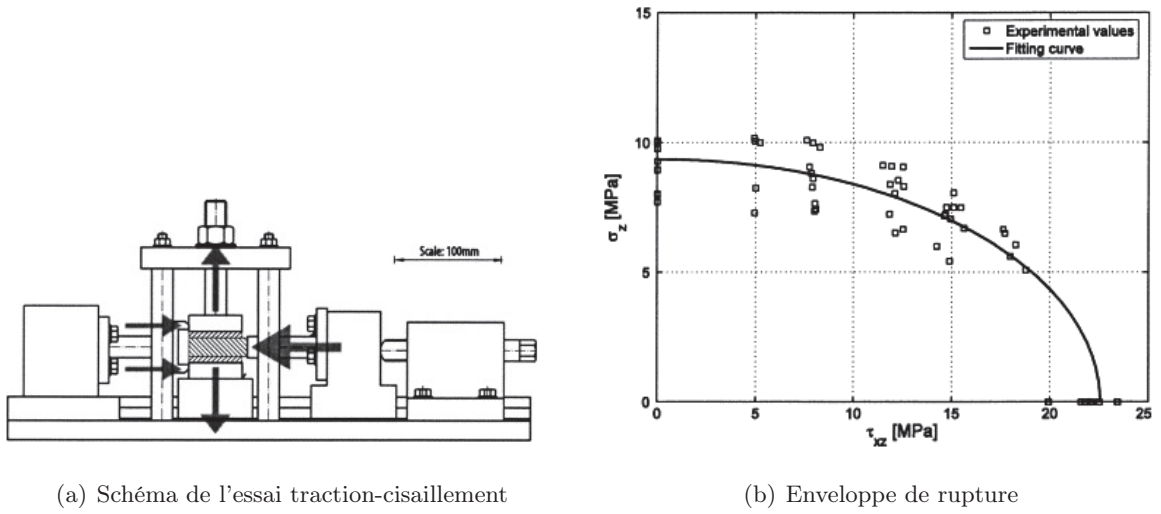 Scale: 100mm
15
10
5
0
σz [MPa]
Experimental values
Fitting curve
0
5
10
15
20
25
τxz [MPa]
(a) Schéma de l'essai traction-cisaillement
(b) Enveloppe de rupture